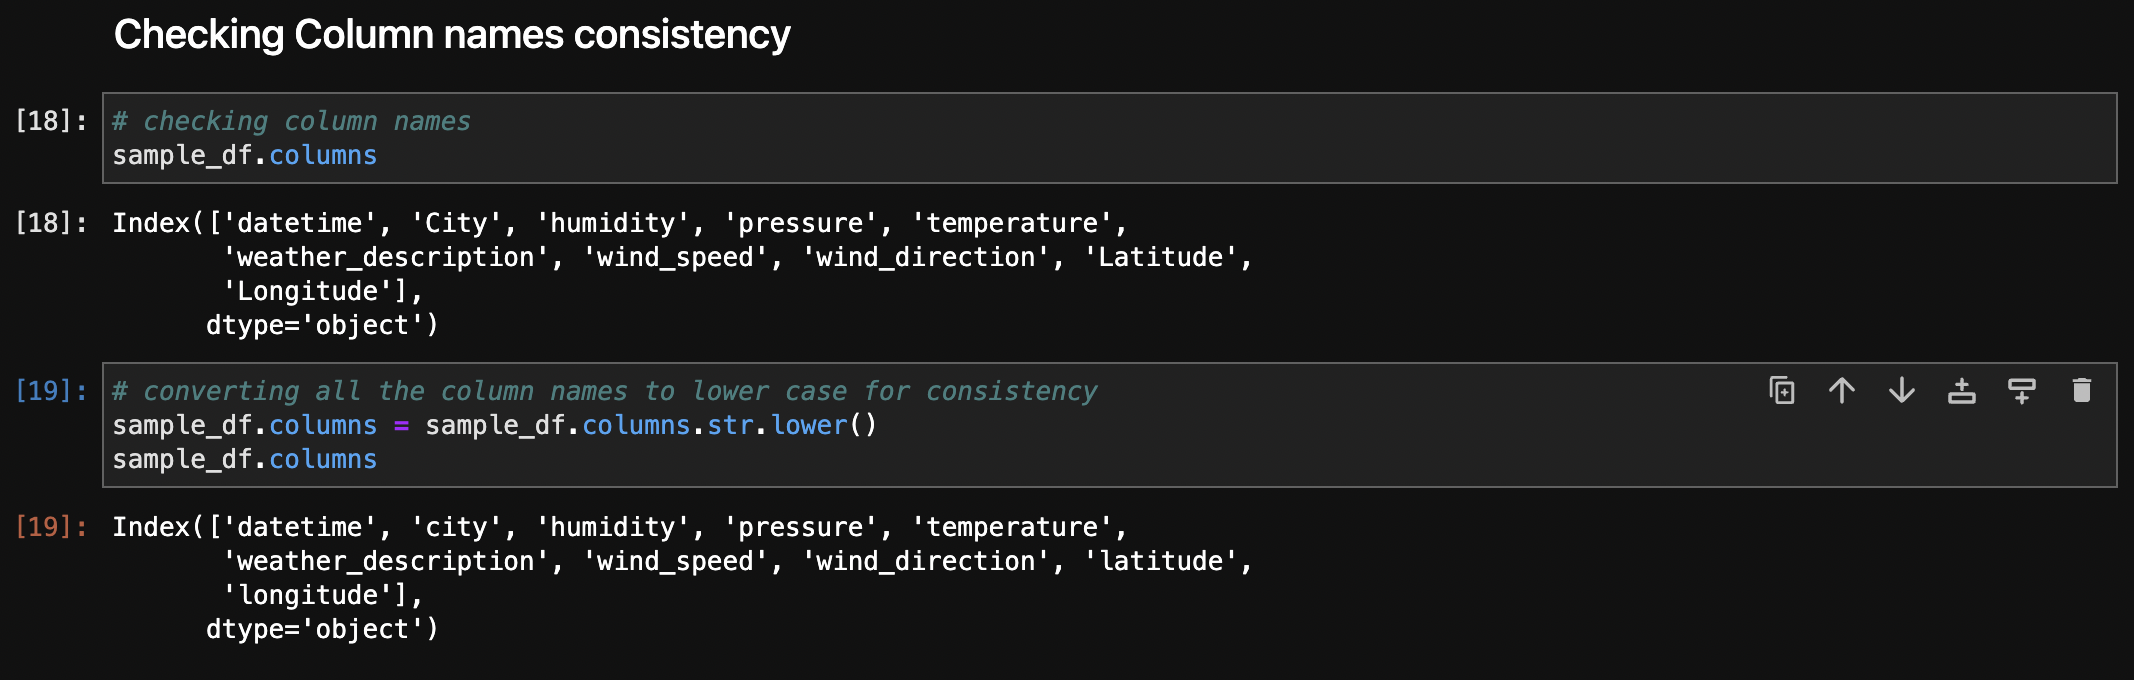 Checking Column names consistency
[18]: # checking column names
sample_df.columns
[18]: Index(['datetime', 'City', 'humidity', 'pressure', 'temperature',
       'weather_description', 'wind_speed', 'wind_direction', 'Latitude',
       'Longitude'],
      dtype='object')
[19]: # converting all the column names to lower case for consistency
sample_df.columns = sample_df.columns.str.lower()
sample_df.columns
[19]: Index(['datetime', 'city', 'humidity', 'pressure', 'temperature',
       'weather_description', 'wind_speed', 'wind_direction', 'latitude',
       'longitude'],
      dtype='object')